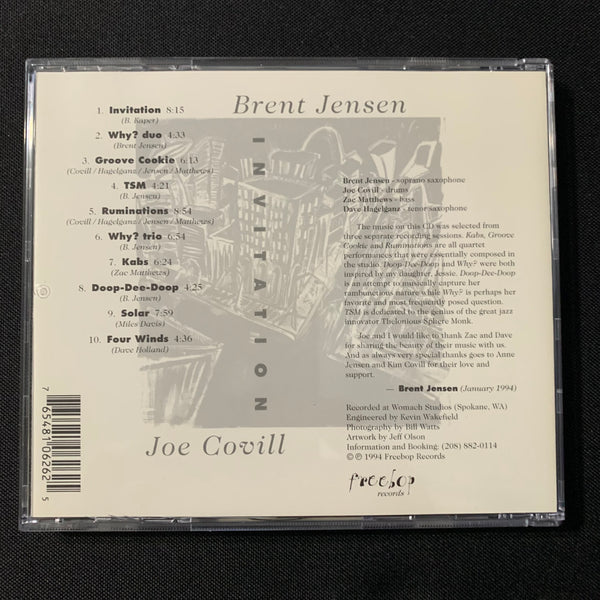 Brent Jensen
INVITATION
1. Invitation 8:15
(B. Kaper)
2. Why? duo 4:33
(Brent Jensen)
3. Groove Cookie 6:13
(Covill / Hagelganz / Jensen / Matthews)
4. TSM 4:21
(B. Jensen)
5. Ruminations 8:54
(Covill / Hagelganz / Jensen / Matthews)
6. Why? trio 6:54
(B. Jensen)
7. Kabs 6:24
(Zac Matthews)
8. Doop-Dee-Doop 4:25
(B. Jensen)
9. Solar 7:59
(Miles Davis)
10. Four Winds 4:36
(Dave Holland)
Brent Jensen - soprano saxophone
Joe Covill - drums
Zac Matthews - bass
Dave Hagelganz - tenor saxophone
The music on this CD was selected from
three separate recording sessions. Kabs, Groove
Cookie and Ruminations are all quartet
performances that were essentially composed in
the studio. Doop-Dee-Doop and Why? were both
inspired by my daughter, Jessie. Doop-Dee-Doop
is an attempt to musically capture her
rambunctious nature while Why? is perhaps her
favorite and most frequently posed question.
TSM is dedicated to the genius of the great jazz
innovator Thelonious Sphere Monk.
Joe and I would like to thank Zac and Dave
for sharing the beauty of their music with us.
And as always very special thanks goes to Anne
Jensen and Kim Covill for their love and
support.
— Brent Jensen (January 1994)
Recorded at Womach Studios (Spokane, WA)
Engineered by Kevin Wakefield
Photography by Bill Watts
Artwork by Jeff Olson
Information and Booking: (208) 882-0114
© ℗ 1994 Freebop Records
freebop
records
Joe Covill
7 65481 06262 5